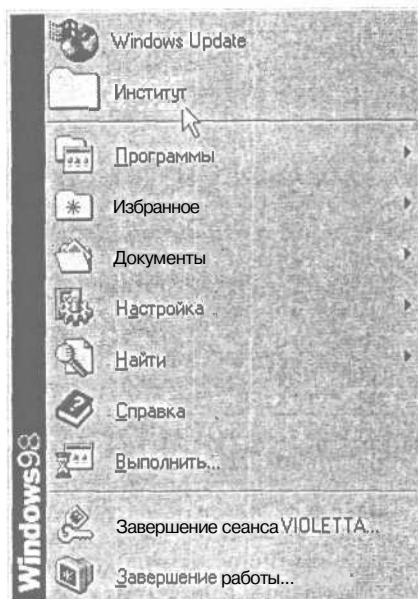 Windows Update
Институт
Программы
Избранное
Документы
Настройка
Найти
Справка
Выполнить...
Завершение сеанса VIOLETTA...
Завершение работы...
Windows98